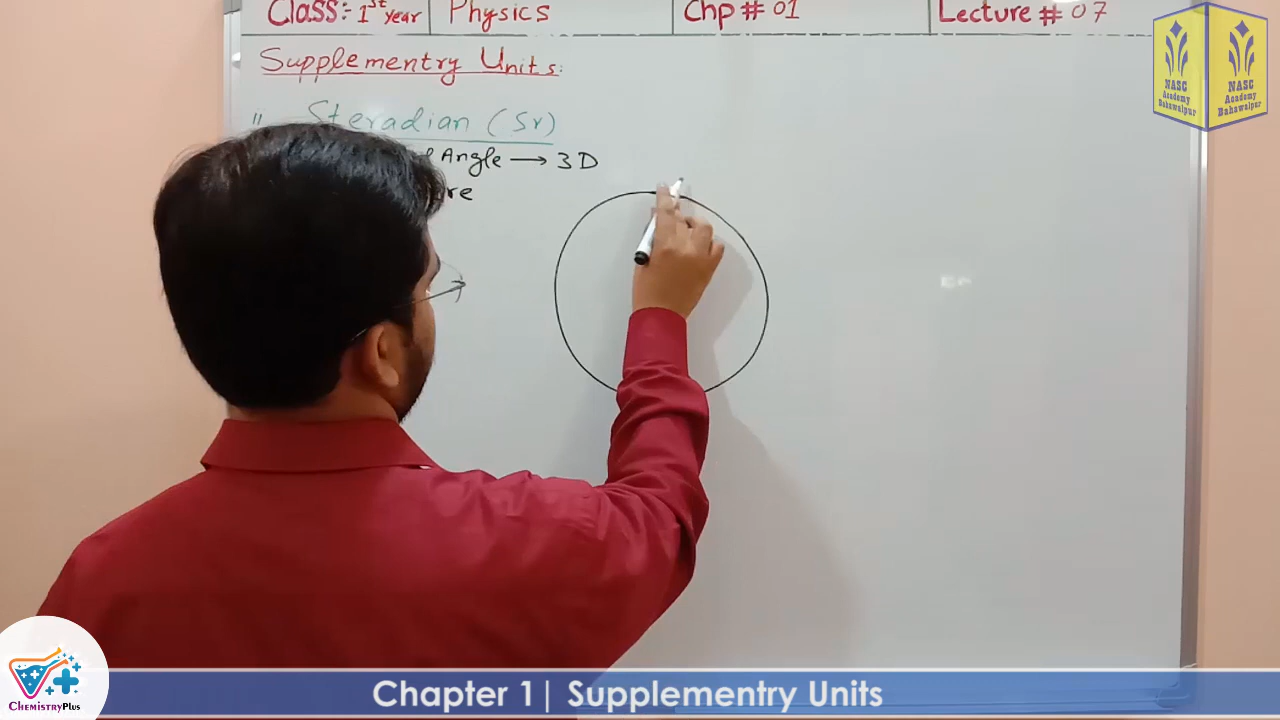 Class: 1st year Physics Chp # 01 Lecture # 07
Supplementry Units:
ii Steradian (Sr)
Angle → 3D
NASC Academy Bahawalpur
NASC Academy Bahawalpur
Chapter 1| Supplementry Units
ChemistryPlus